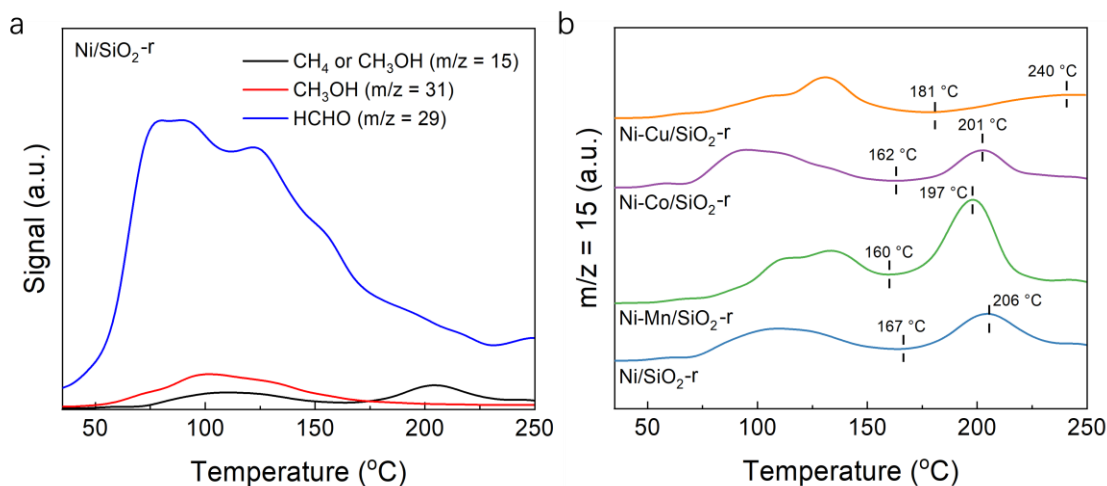 a
Ni/SiO₂-r
CH₄ or CH₃OH (m/z = 15)
CH₃OH (m/z = 31)
HCHO (m/z = 29)
Signal (a.u.)
50 100 150 200 250
Temperature (°C)
b
m/z = 15 (a.u.)
181 °C
240 °C
Ni-Cu/SiO₂-r
162 °C
201 °C
Ni-Co/SiO₂-r
160 °C
197 °C
Ni-Mn/SiO₂-r
167 °C
206 °C
Ni/SiO₂-r
50 100 150 200 250
Temperature (°C)